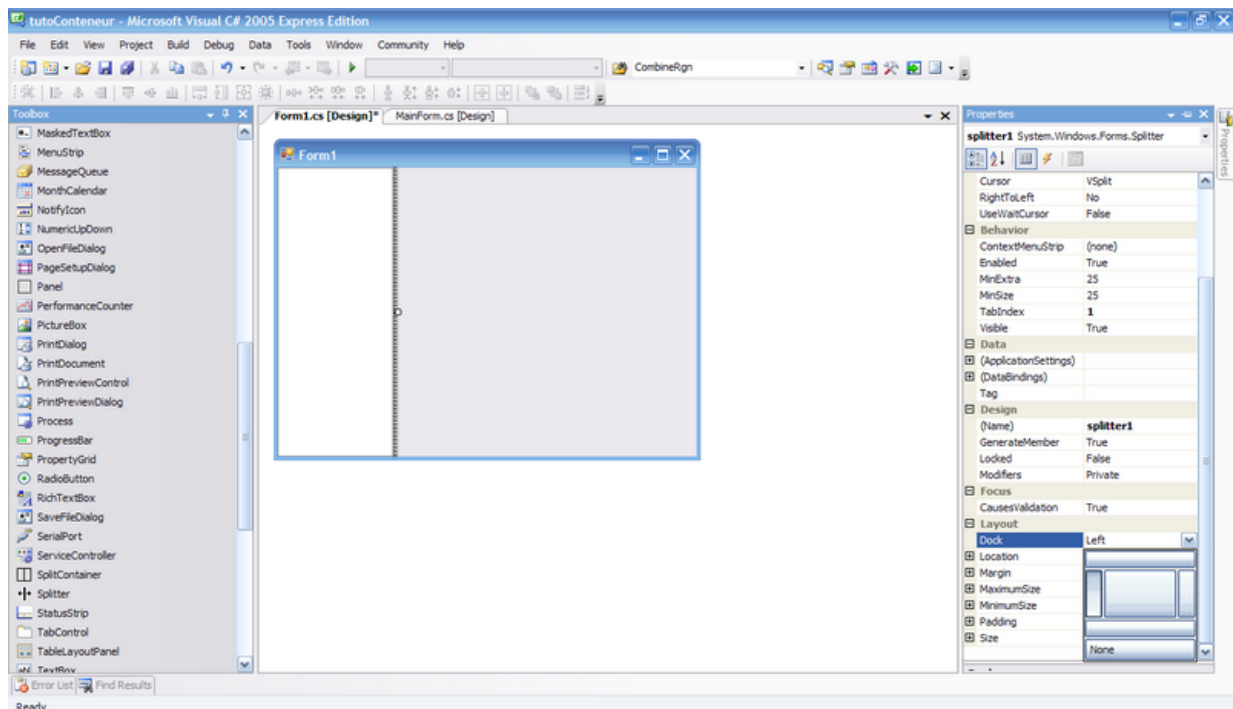 tutoConteneur - Microsoft Visual C# 2005 Express Edition
File Edit View Project Build Debug Data Tools Window Community Help
CombineRgn
Toolbox
MaskedTextBox
MenuStrip
MessageQueue
MonthCalendar
NotifyIcon
NumericUpDown
OpenFileDialog
PageSetupDialog
Panel
PerformanceCounter
PictureBox
PrintDialog
PrintDocument
PrintPreviewControl
PrintPreviewDialog
Process
ProgressBar
PropertyGrid
RadioButton
RichTextBox
SaveFileDialog
SerialPort
ServiceController
SplitContainer
Splitter
StatusStrip
TabControl
TableLayoutPanel
TextBox
Form1.cs [Design]* MainForm.cs [Design]
Form1
Properties
splitter1 System.Windows.Forms.Splitter
Cursor VSplit
RightToLeft No
UseWaitCursor False
Behavior
ContextMenuStrip (none)
Enabled True
MinExtra 25
MinSize 25
TabIndex 1
Visible True
Data
(ApplicationSettings)
(DataBindings)
Tag
Design
(Name) splitter1
GenerateMember True
Locked False
Modifiers Private
Focus
CausesValidation True
Layout
Dock Left
Location
Margin
MaximumSize
MinimumSize
Padding
Size
None
Properties
Error List Find Results
Ready